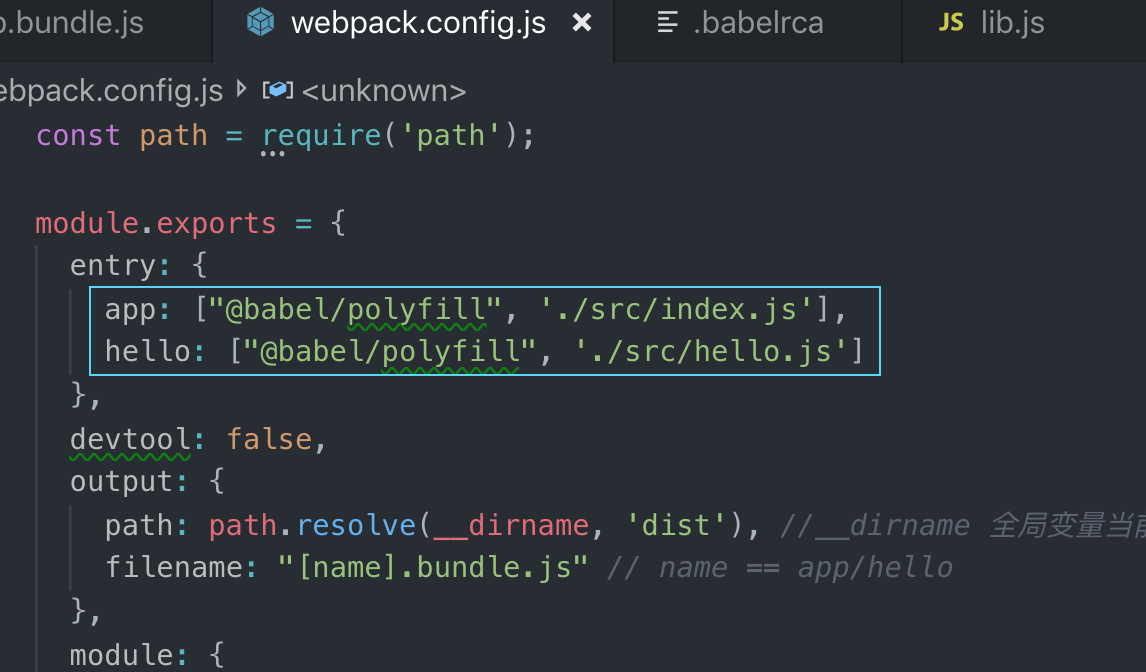 .bundle.js webpack.config.js × .babelrca JS lib.js
webpack.config.js <unknown>
const path = require('path');
module.exports = {
entry: {
app: ["@babel/polyfill", './src/index.js'],
hello: ["@babel/polyfill", './src/hello.js']
},
devtool: false,
output: {
path: path.resolve(__dirname, 'dist'), //__dirname 全局变量当前
filename: "[name].bundle.js" // name == app/hello
},
module: {